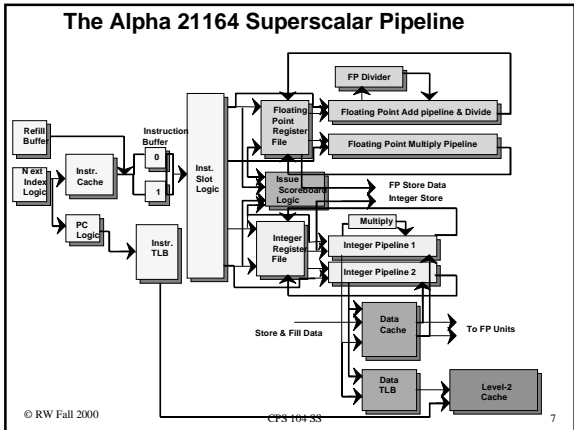 The Alpha 21164 Superscalar Pipeline
FP Divider
Floating
Point
Register
File
Floating Point Add pipeline & Divide
Refill
Buffer
Instruction
Buffer
0
Floating Point Multiply Pipeline
N ext
Index
Logic
Instr.
Cache
1
Inst.
Slot
Logic
Issue
Scoreboard
Logic
FP Store Data
Integer Store
PC
Logic
Instr.
TLB
Integer
Register
File
Multiply
Integer Pipeline 1
Integer Pipeline 2
Store & Fill Data
Data
Cache
To FP Units
Data
TLB
Level-2
Cache
© RW Fall 2000
CPS 104 SS
7